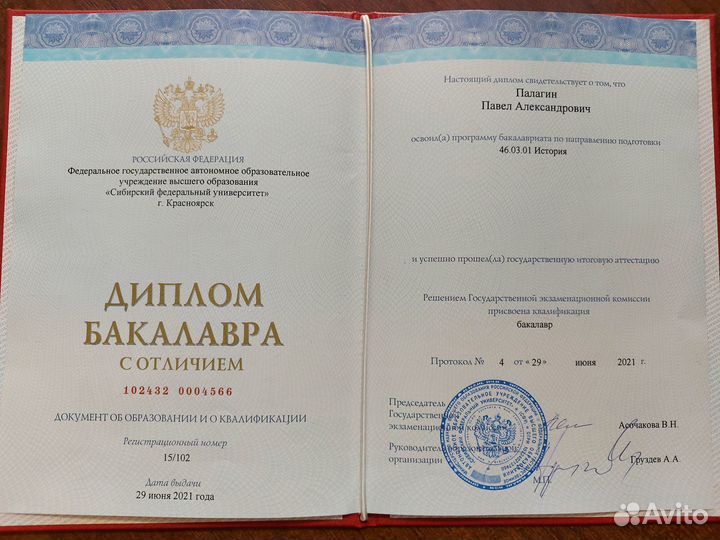 РОССИЙСКАЯ ФЕДЕРАЦИЯ
Федеральное государственное автономное образовательное
учреждение высшего образования
«Сибирский федеральный университет»
г. Красноярск
ДИПЛОМ
БАКАЛАВРА
С ОТЛИЧИЕМ
102432 0004566
ДОКУМЕНТ ОБ ОБРАЗОВАНИИ И О КВАЛИФИКАЦИИ
Регистрационный номер
15/102
Дата выдачи
29 июня 2021 года
Настоящий диплом свидетельствует о том, что
Палагин
Павел Александрович
освоил(а) программу бакалавриата по направлению подготовки
46.03.01 История
и успешно прошел(ла) государственную итоговую аттестацию
Решением Государственной экзаменационной комиссии
присвоена квалификация
бакалавр
Протокол № 4 от «29» июня 2021 г.
Председатель
Государственной
экзаменационной комиссии
Асочакова В.Н.
Руководитель образовательной
организации
Груздев А.А.
М.П.
Avito